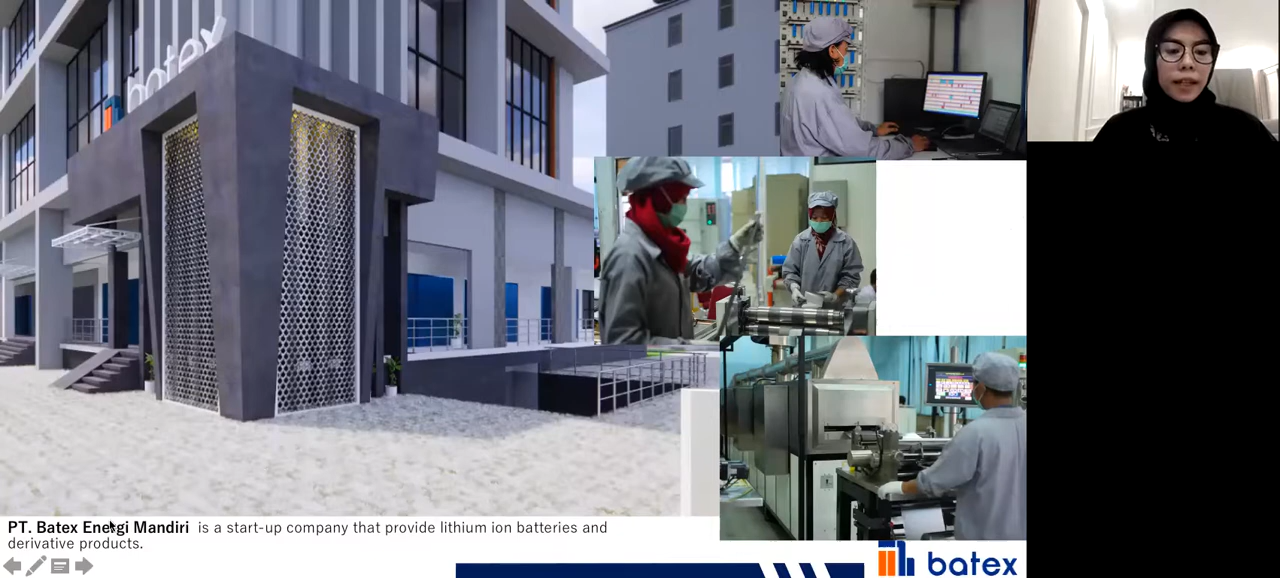 batex
PT. Batex Energi Mandiri is a start-up company that provide lithium ion batteries and
derivative products.
batex